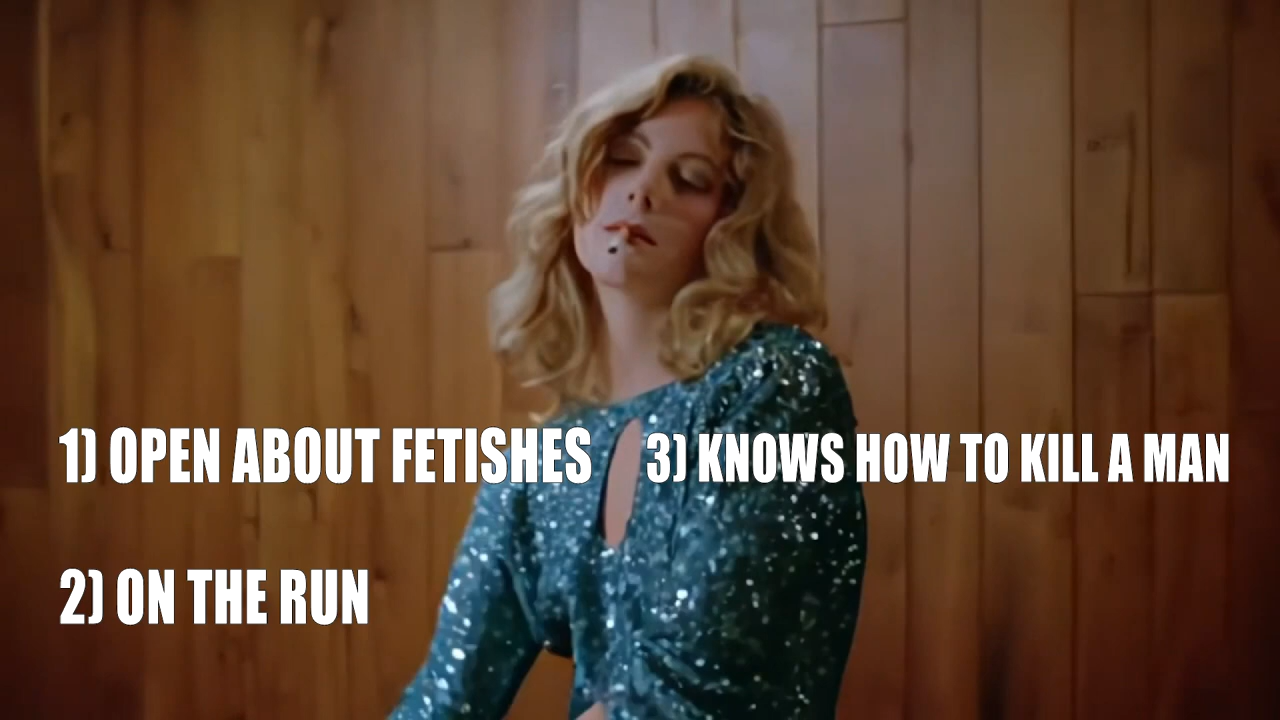 1) OPEN ABOUT FETISHES
2) ON THE RUN
3) KNOWS HOW TO KILL A MAN